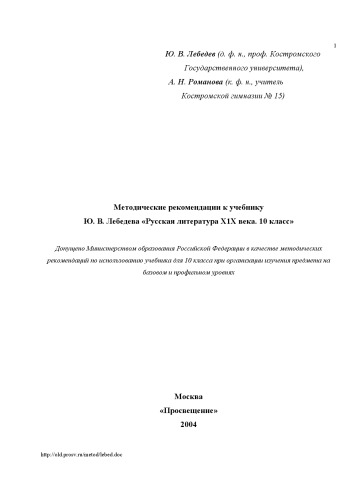 1
Ю. В. Лебедев (д. ф. н., проф. Костромского
Государственного университета),
А. Н. Романова (к. ф. н., учитель
Костромской гимназии № 15)
Методические рекомендации к учебнику
Ю. В. Лебедева «Русская литература Х1Х века. 10 класс»
Допущено Министерством образования Российской Федерации в качестве методических
рекомендаций по использованию учебника для 10 класса при организации изучения предмета на
базовом и профильном уровнях
Москва
«Просвещение»
2004
http://old.prosv.ru/metod/lebed.doc